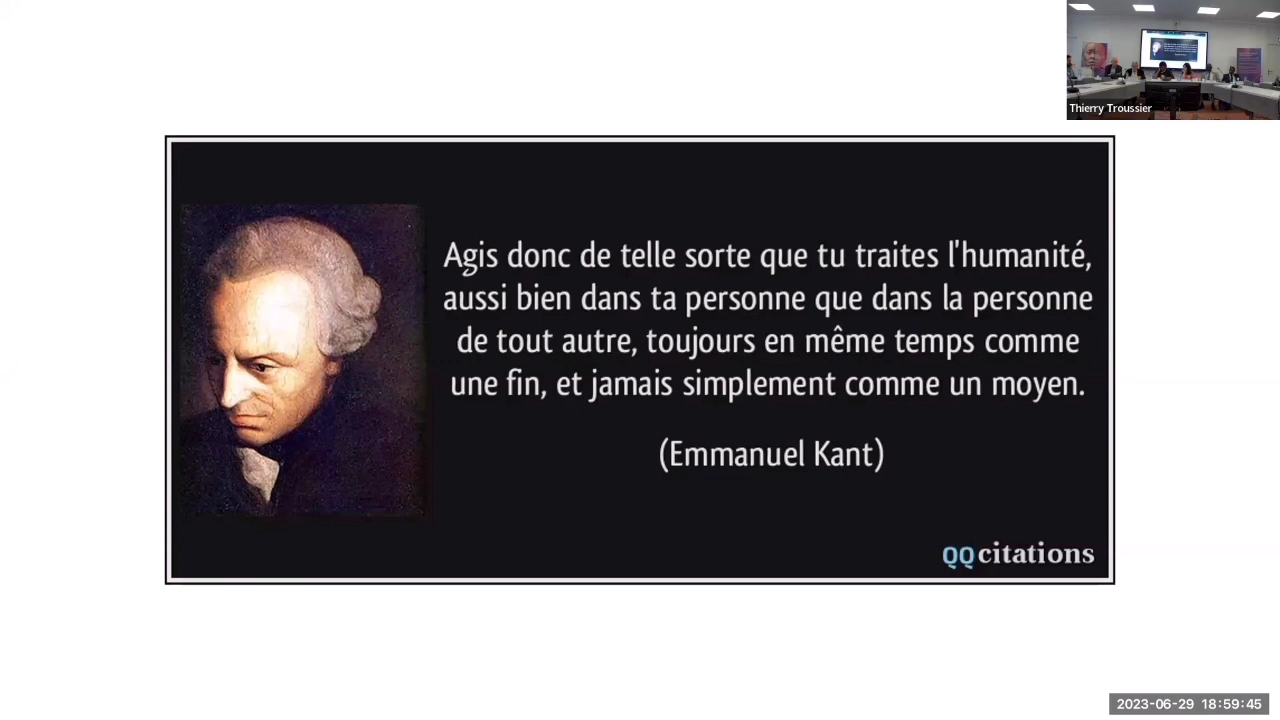 Thierry Troussier
Agis donc de telle sorte que tu traites l'humanité,
aussi bien dans ta personne que dans la personne
de tout autre, toujours en même temps comme
une fin, et jamais simplement comme un moyen.
(Emmanuel Kant)
QQcitations
2023-06-29 18:59:45